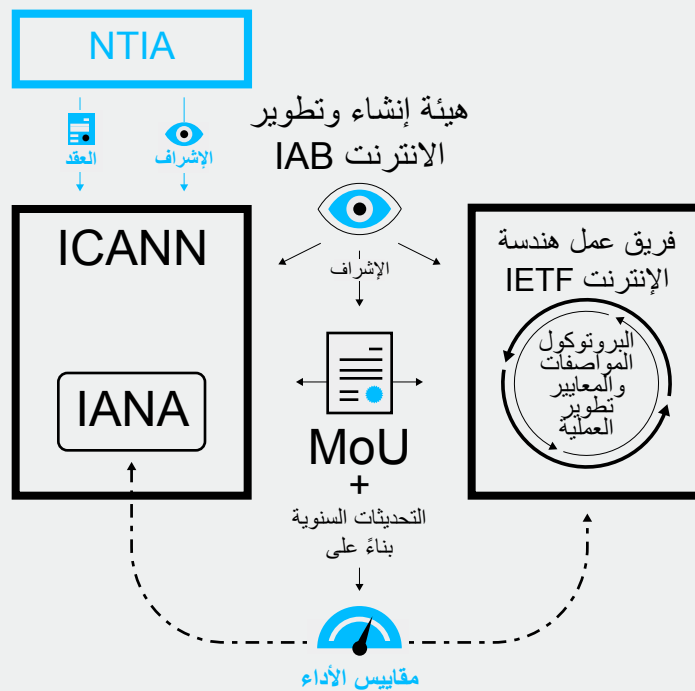 NTIA
العقد
الإشراف
هيئة إنشاء وتطوير
الانترنت IAB
الإشراف
ICANN
IANA
MoU
+
التحديثات السنوية
بناءً على
مقاييس الأداء
فريق عمل هندسة
الإنترنت IETF
البروتوكول
المواصفات
والمعايير
تطوير
العملية